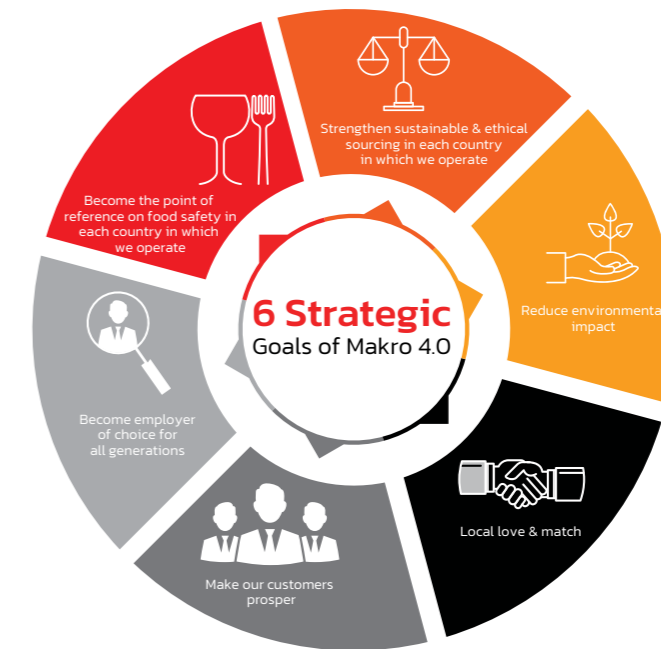 Strengthen sustainable & ethical
sourcing in each country
in which we operate
Become the point of
reference on food safety in
each country in which
we operate
Reduce environmenta
impact
6 Strategic
Goals of Makro 4.0
Become employer
of choice for
all generations
Local love & match
Make our customers
prosper